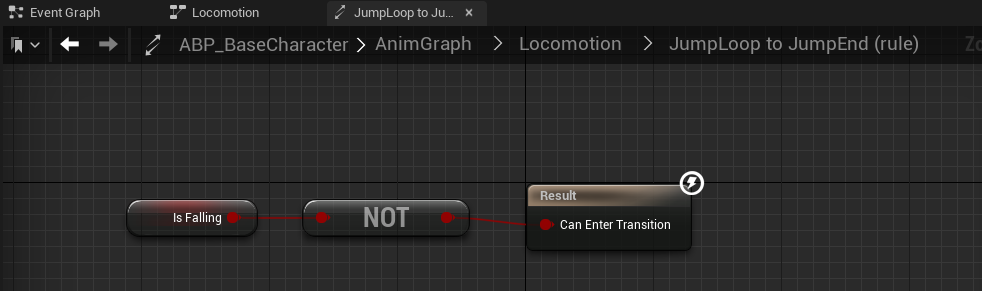 Event Graph
Locomotion
JumpLoop to Ju...
ABP_BaseCharacter > AnimGraph > Locomotion > JumpLoop to JumpEnd (rule)
Zo
Is Falling
NOT
Result
Can Enter Transition